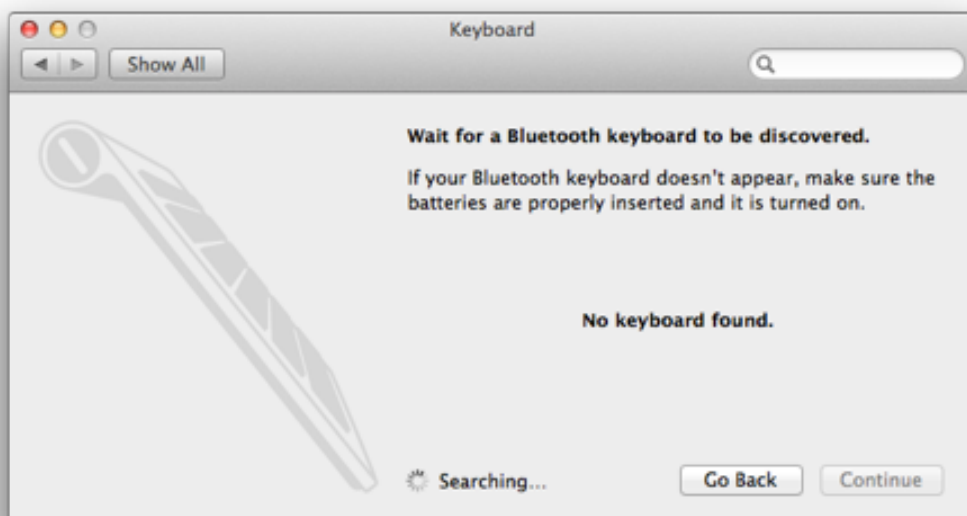 Keyboard
Show All
Wait for a Bluetooth keyboard to be discovered.
If your Bluetooth keyboard doesn't appear, make sure the
batteries are properly inserted and it is turned on.
No keyboard found.
Searching...
Go Back
Continue